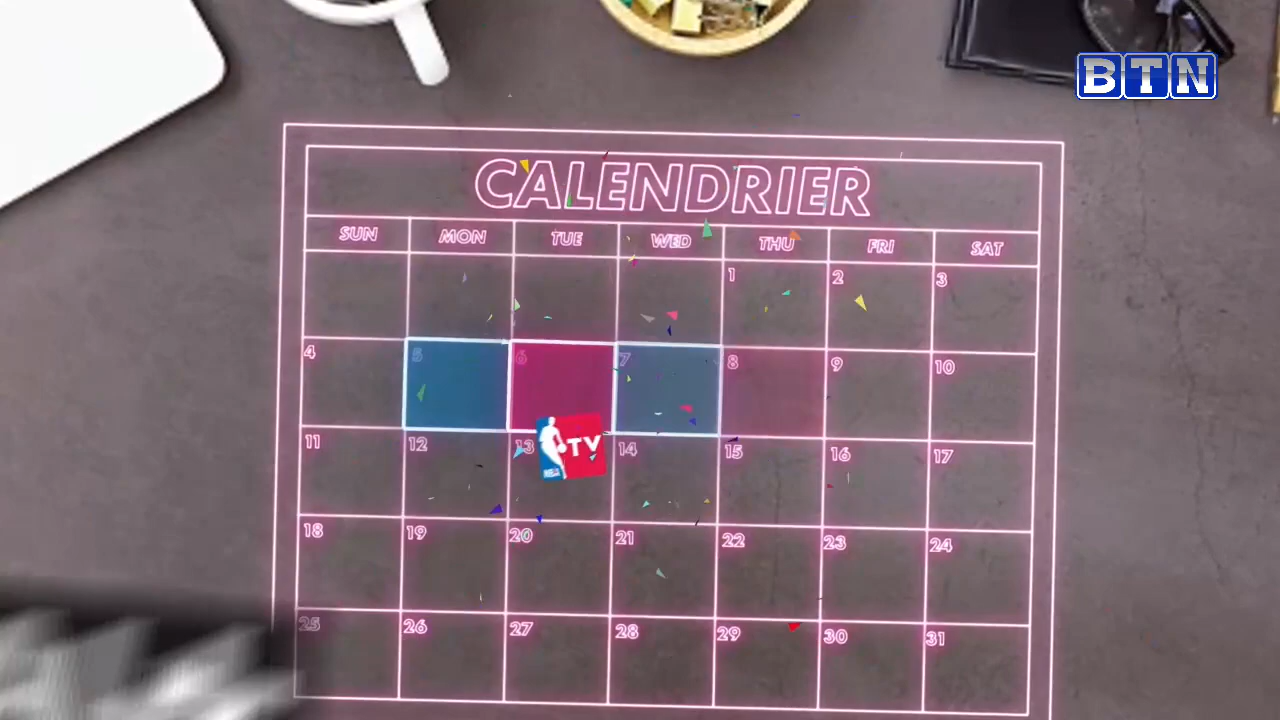 BTN
CALENDRIER
SUN MON TUE WED THU FRI SAT
1 2 3
4 5 6 7 8 9 10
11 12 13 14 15 16 17
NBA TV
18 19 20 21 22 23 24
25 26 27 28 29 30 31